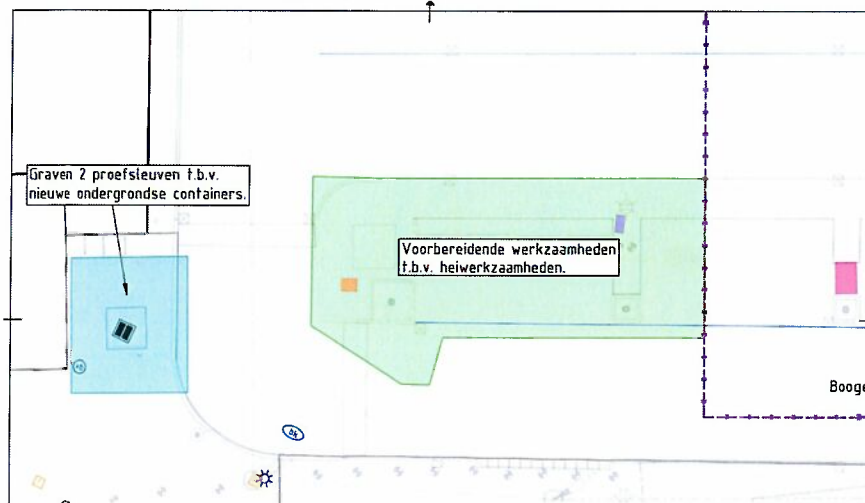 Graven 2 proefsleuven t.b.v.
nieuwe ondergrondse containers.
Voorbereidende werkzaamheden
t.b.v. heiwerkzaamheden.
Booge